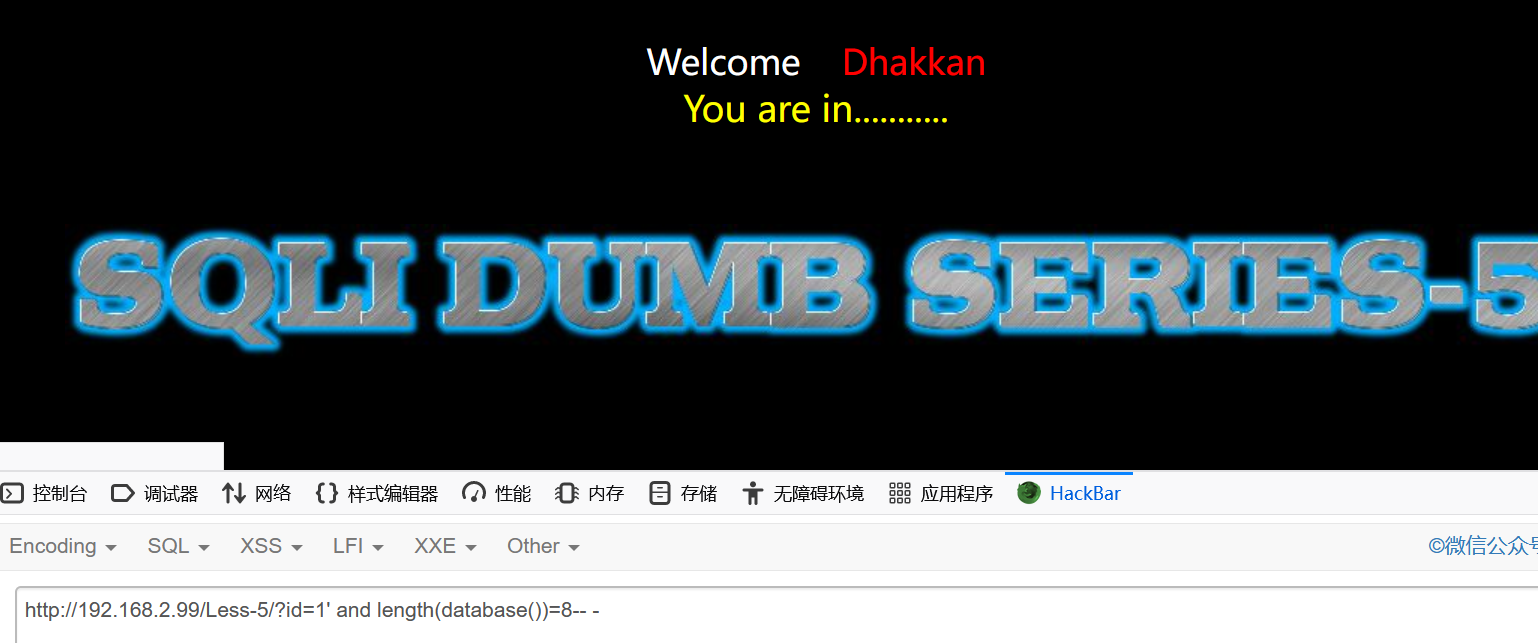 Welcome Dhakkan
You are in...........
SQLI DUMB SERIES-5
控制台 调试器 网络 样式编辑器 性能 内存 存储 无障碍环境 应用程序 HackBar
Encoding SQL XSS LFI XXE Other ©微信公众号
http://192.168.2.99/Less-5/?id=1' and length(database())=8-- -